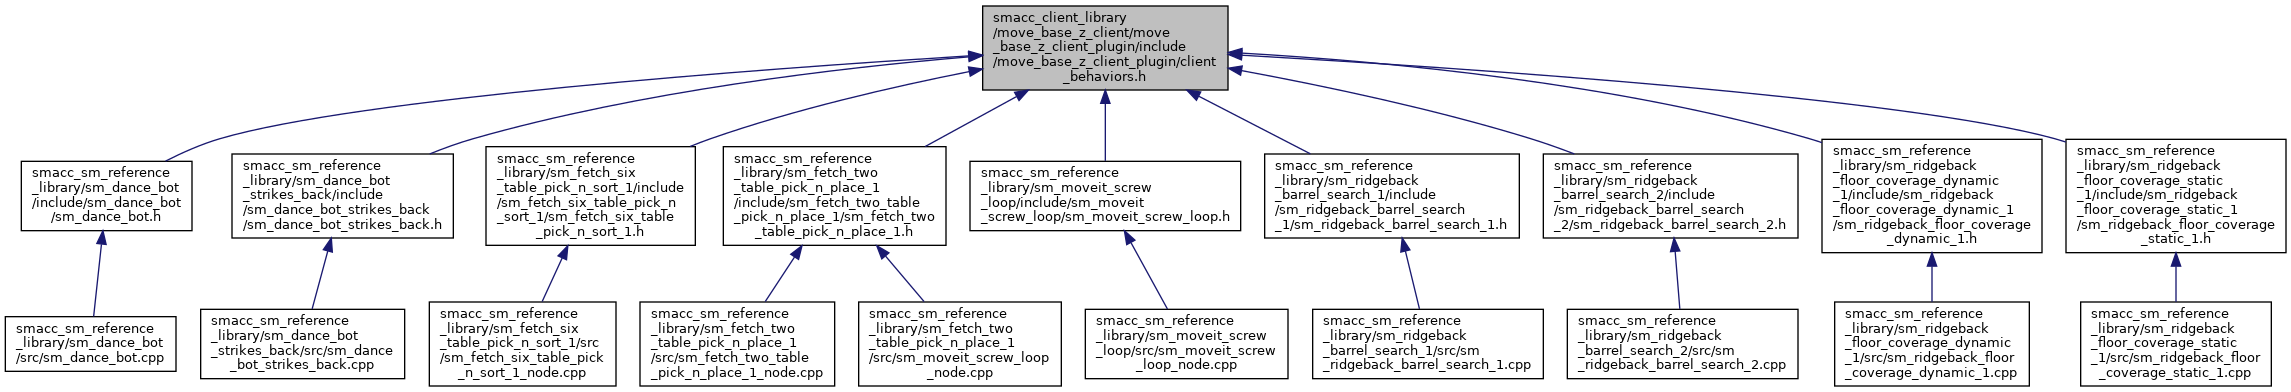 smacc_client_library
/move_base_z_client/move
_base_z_client_plugin/include
/move_base_z_client_plugin/client
_behaviors.h
smacc_sm_reference
_library/sm_dance_bot
/include/sm_dance_bot
/sm_dance_bot.h
smacc_sm_reference
_library/sm_dance_bot
_strikes_back/include
/sm_dance_bot_strikes_back
/sm_dance_bot_strikes_back.h
smacc_sm_reference
_library/sm_fetch_six
_table_pick_n_sort_1/include
/sm_fetch_six_table_pick_n
_sort_1/sm_fetch_six_table
_pick_n_sort_1.h
smacc_sm_reference
_library/sm_fetch_two
_table_pick_n_place_1
/include/sm_fetch_two_table
_pick_n_place_1/sm_fetch_two
_table_pick_n_place_1.h
smacc_sm_reference
_library/sm_moveit_screw
_loop/include/sm_moveit
_screw_loop/sm_moveit_screw_loop.h
smacc_sm_reference
_library/sm_ridgeback
_barrel_search_1/include
/sm_ridgeback_barrel_search
_1/sm_ridgeback_barrel_search_1.h
smacc_sm_reference
_library/sm_ridgeback
_barrel_search_2/include
/sm_ridgeback_barrel_search
_2/sm_ridgeback_barrel_search_2.h
smacc_sm_reference
_library/sm_ridgeback
_floor_coverage_dynamic
_1/include/sm_ridgeback
_floor_coverage_dynamic_1
/sm_ridgeback_floor_coverage
_dynamic_1.h
smacc_sm_reference
_library/sm_ridgeback
_floor_coverage_static
_1/include/sm_ridgeback
_floor_coverage_static_1
/sm_ridgeback_floor_coverage
_static_1.h
smacc_sm_reference
_library/sm_dance_bot
/src/sm_dance_bot.cpp
smacc_sm_reference
_library/sm_dance_bot
_strikes_back/src/sm_dance
_bot_strikes_back.cpp
smacc_sm_reference
_library/sm_fetch_six
_table_pick_n_sort_1/src
/sm_fetch_six_table_pick
_n_sort_1_node.cpp
smacc_sm_reference
_library/sm_fetch_two
_table_pick_n_place_1
/src/sm_fetch_two_table
_pick_n_place_1_node.cpp
smacc_sm_reference
_library/sm_fetch_two
_table_pick_n_place_1
/src/sm_moveit_screw_loop
_node.cpp
smacc_sm_reference
_library/sm_moveit_screw
_loop/src/sm_moveit_screw
_loop_node.cpp
smacc_sm_reference
_library/sm_ridgeback
_barrel_search_1/src/sm
_ridgeback_barrel_search_1.cpp
smacc_sm_reference
_library/sm_ridgeback
_barrel_search_2/src/sm
_ridgeback_barrel_search_2.cpp
smacc_sm_reference
_library/sm_ridgeback
_floor_coverage_dynamic
_1/src/sm_ridgeback_floor
_coverage_dynamic_1.cpp
smacc_sm_reference
_library/sm_ridgeback
_floor_coverage_static
_1/src/sm_ridgeback_floor
_coverage_static_1.cpp